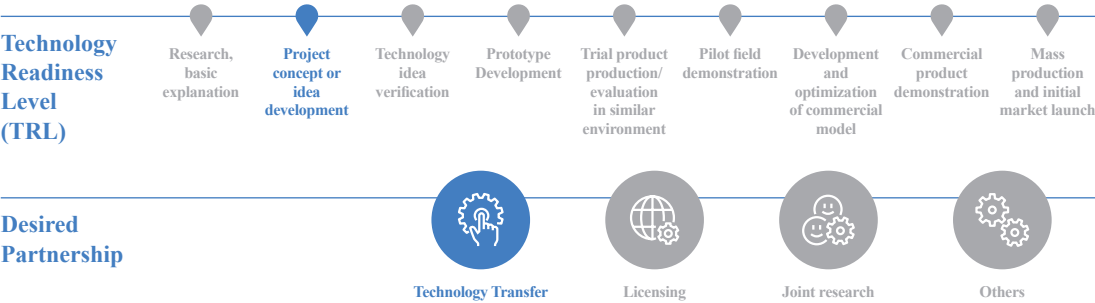 Technology
Readiness
Level
(TRL)
Research,
basic
explanation
Project
concept or
idea
development
Technology
idea
verification
Prototype
Development
Trial product
production/
evaluation
in similar
environment
Pilot field
demonstration
Development
and
optimization
of commercial
model
Commercial
product
demonstration
Mass
production
and initial
market launch
Desired
Partnership
Technology Transfer
Licensing
Joint research
Others